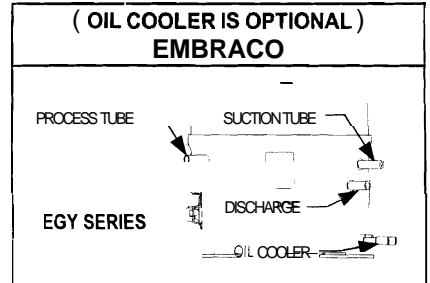 ( OIL COOLER IS OPTIONAL )
EMBRACO
PROCESS TUBE
SUCTION TUBE
DISCHARGE
EGY SERIES
OIL COOLER